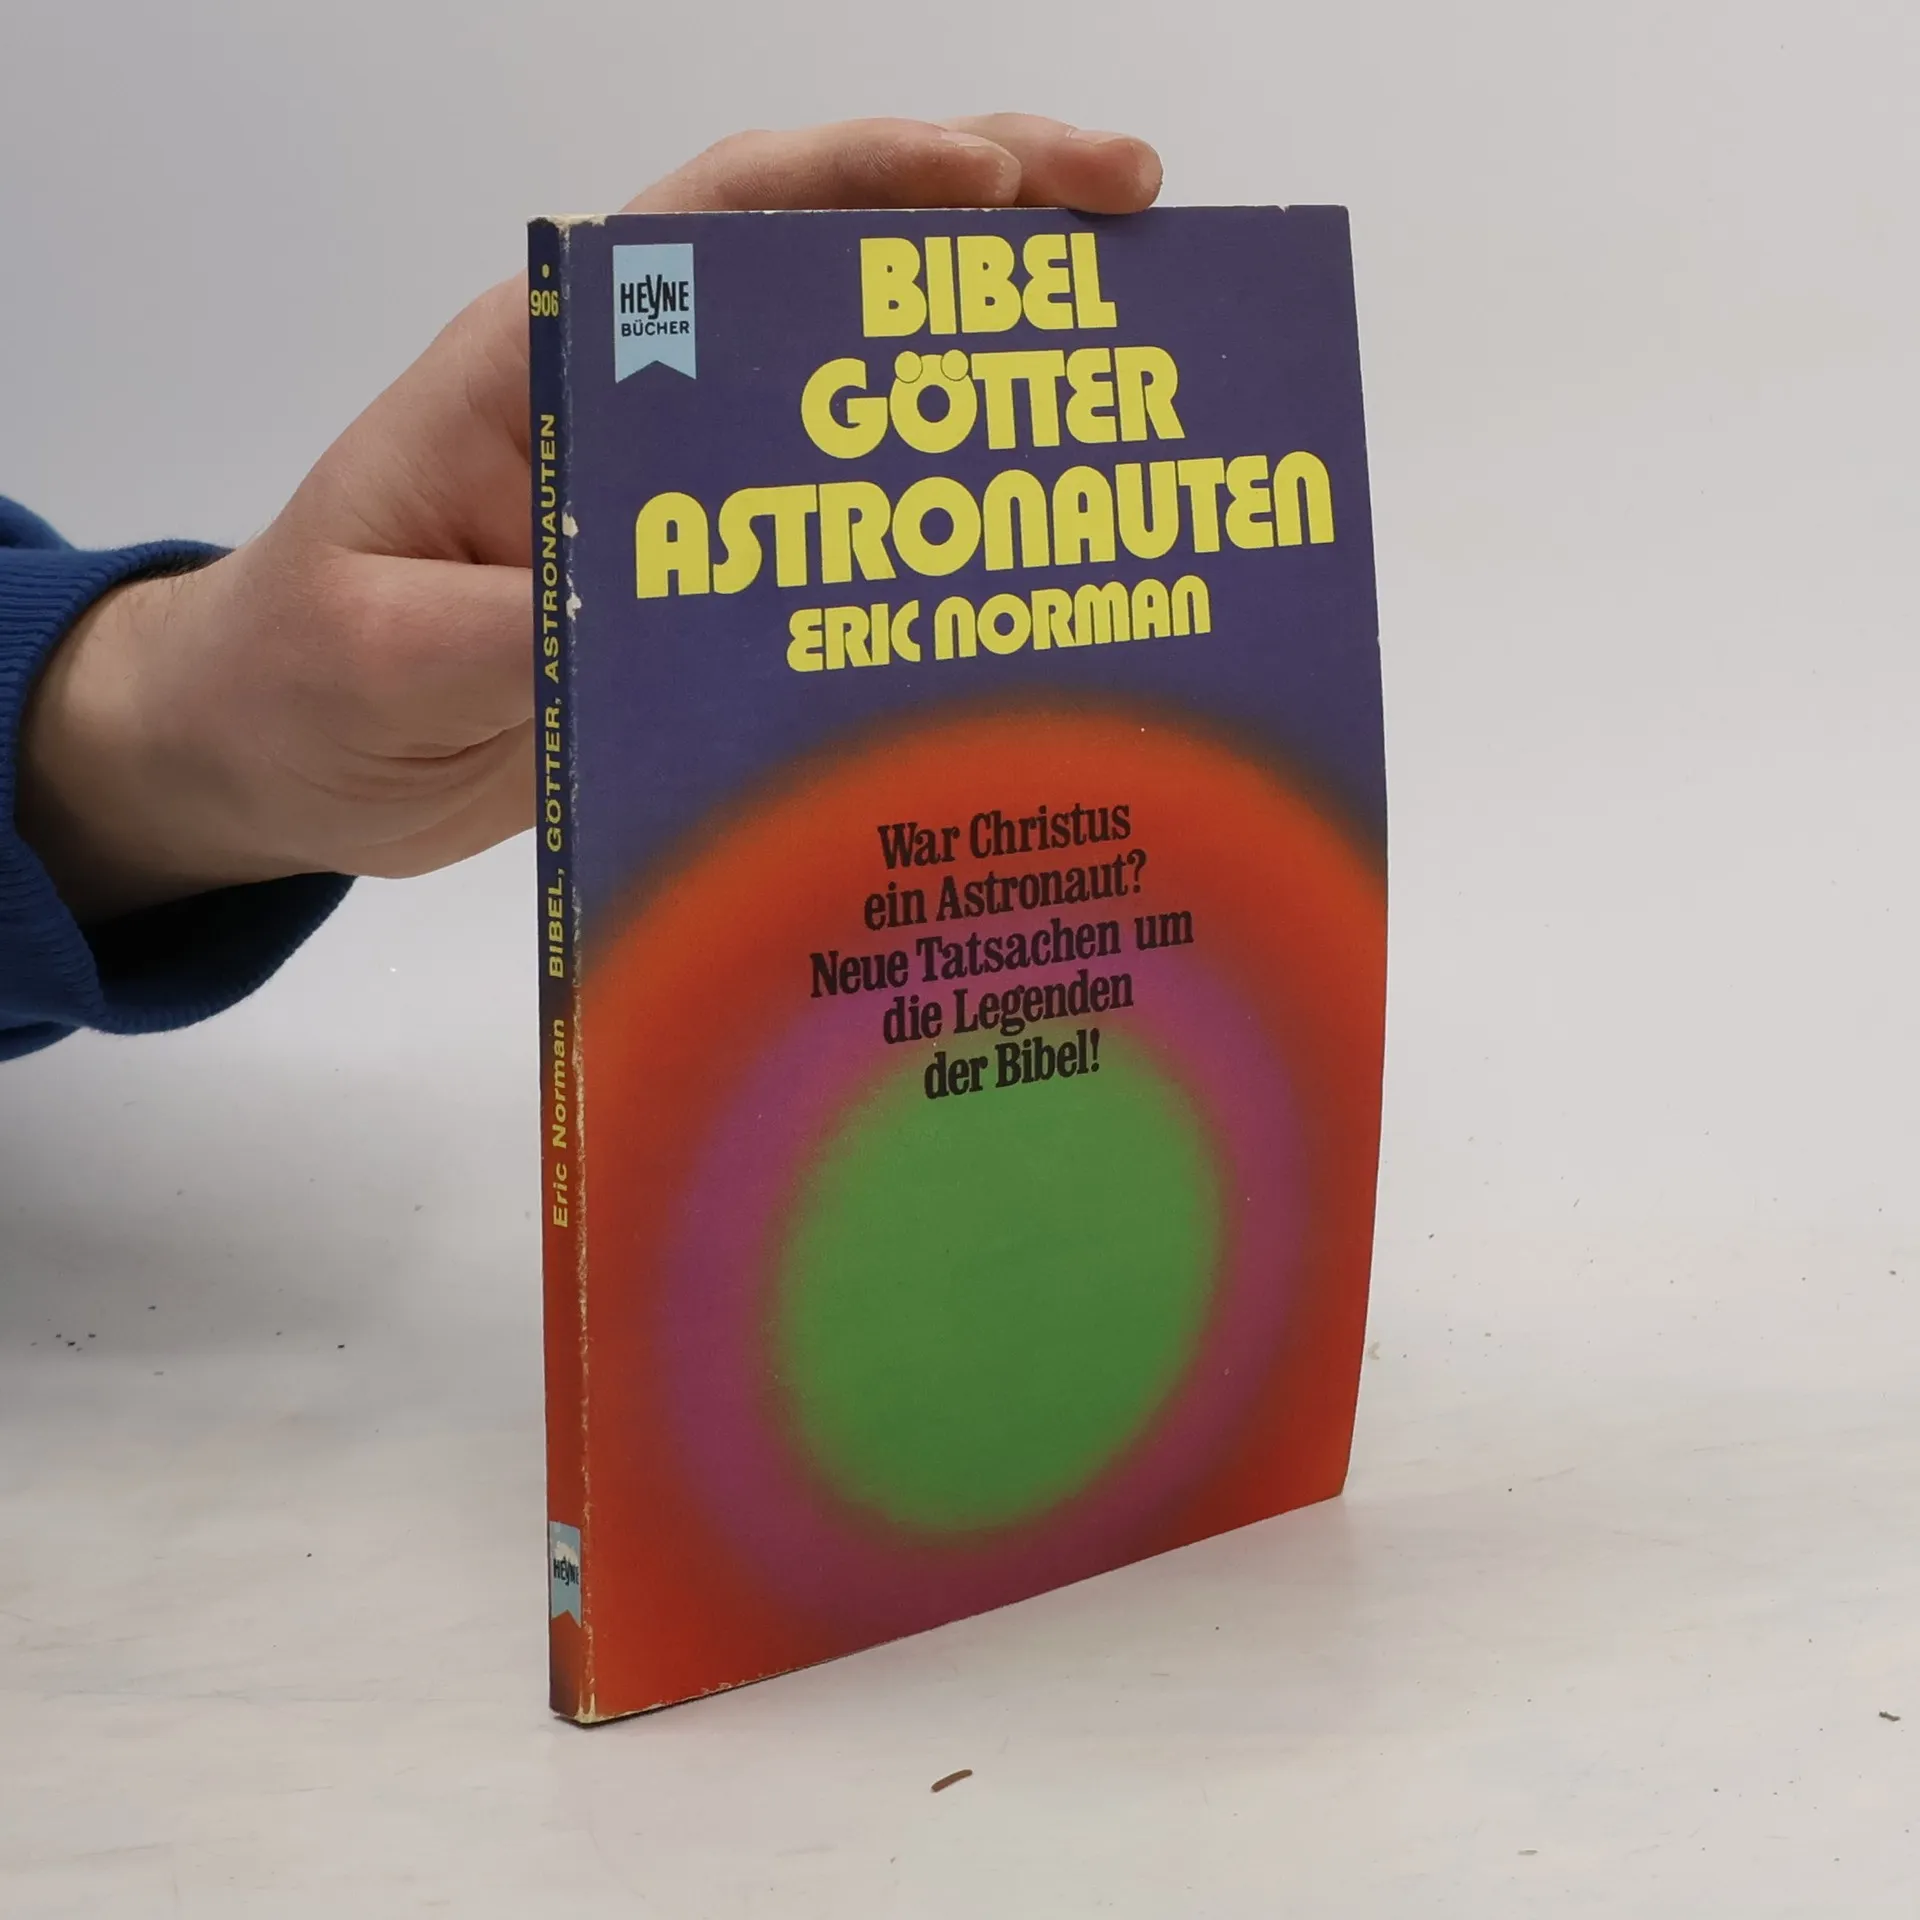 HEYNE
BÜCHER
BIBEL
GÖTTER
ASTRONAUTEN
ERIC NORMAN
War Christus
ein Astronaut?
Neue Tatsachen um
die Legenden
der Bibel!
• 906
Eric Norman BIBEL, GÖTTER, ASTRONAUTEN
HEYNE